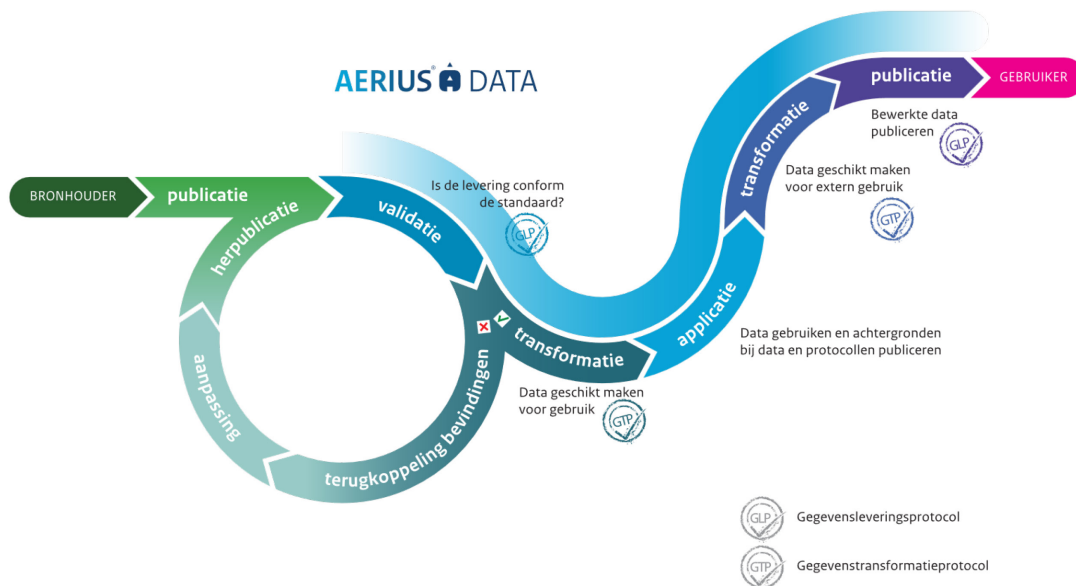 AERIUS® DATA
BRONHOUDER
publicatie
herpublicatie
validatie
Is de levering conform
de standaard?
GLP
transformatie
Data geschikt maken
voor gebruik
GTP
terugkoppeling bevindingen
aanpassing
applicatie
Data gebruiken en achtergronden
bij data en protocollen publiceren
transformatie
Data geschikt maken
voor extern gebruik
GTP
publicatie
Bewerkte data
publiceren
GLP
GEBRUIKER
GLP
Gegevensleveringsprotocol
GTP
Gegevenstransformatieprotocol